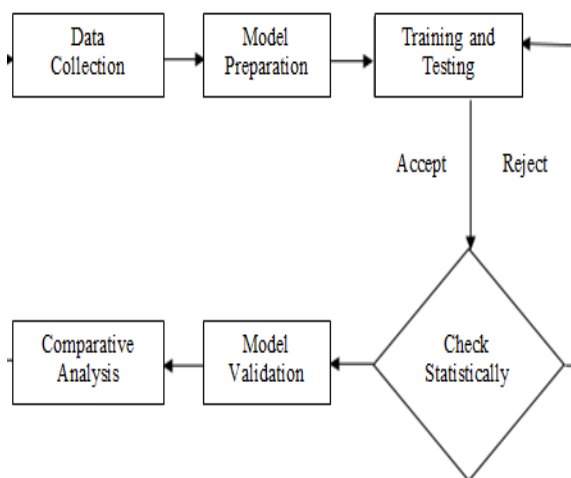 Data
Collection
Model
Preparation
Training and
Testing
Accept
Reject
Comparative
Analysis
Model
Validation
Check
Statistically